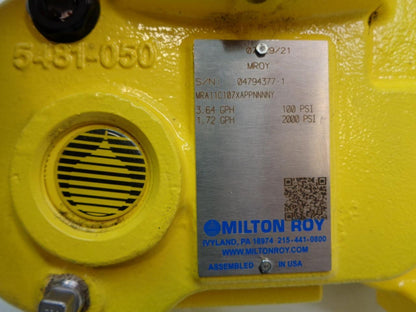 5481-050
MROY
S/N 04794377-1
MRA11C107XAPPNNNNY
3.64 GPH 100 PSI
1.72 GPH 2000 PSI
MILTON ROY
IVYLAND, PA 18974 215-441-0800
WWW.MILTONROY.COM
ASSEMBLED IN USA